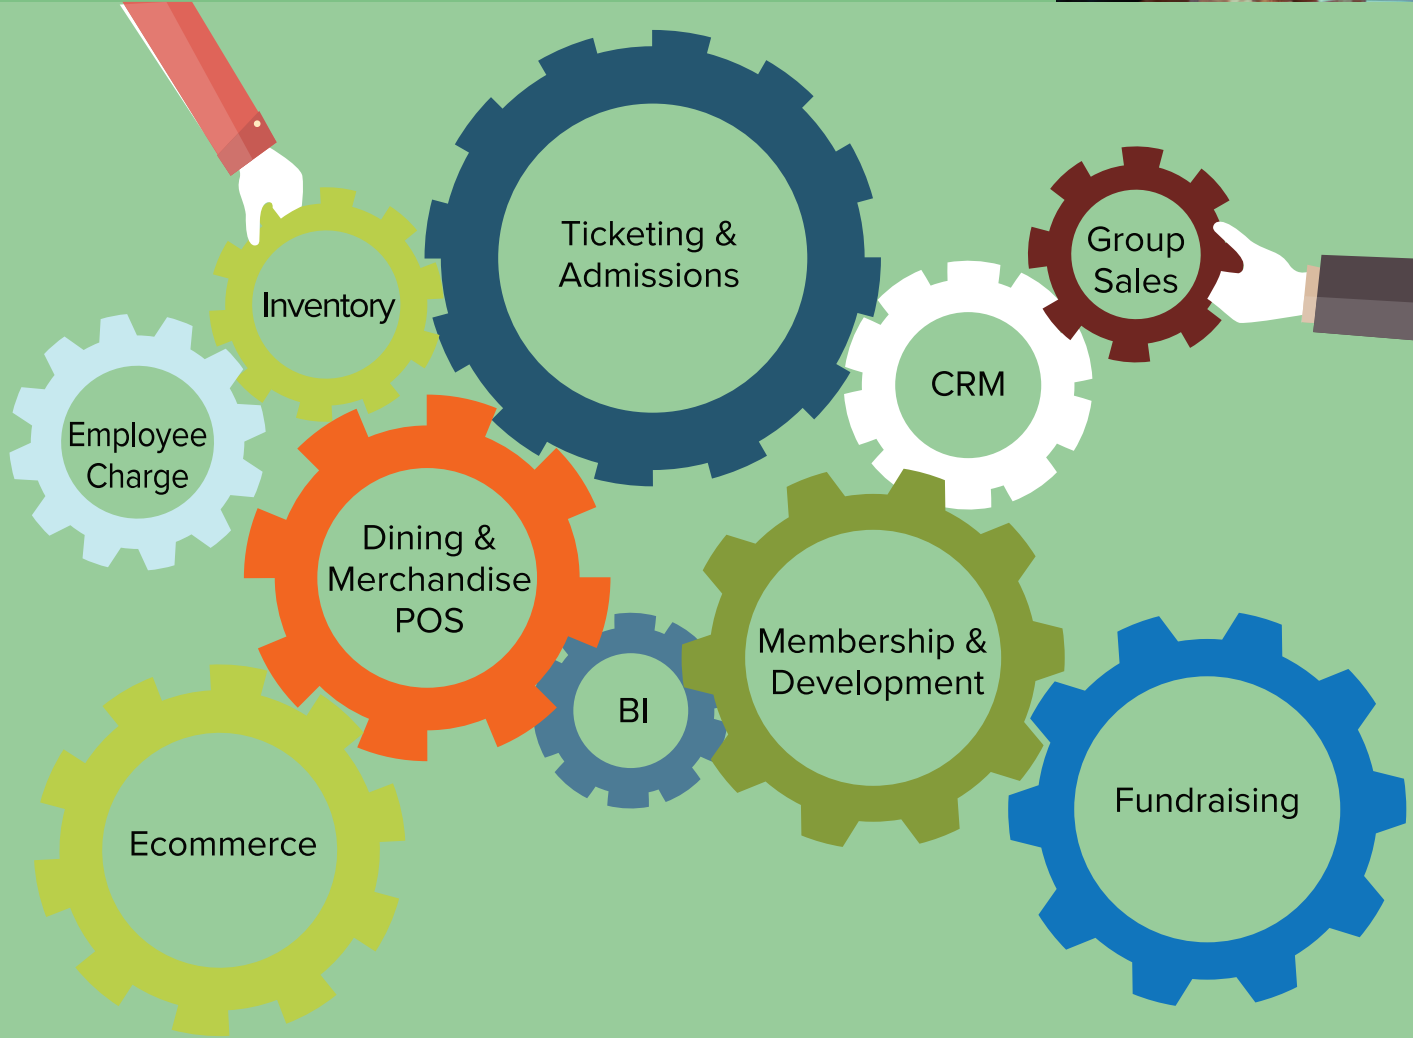 Ticketing &
Admissions
Group
Sales
Inventory
CRM
Employee
Charge
Dining &
Merchandise
POS
Membership &
Development
BI
Fundraising
Ecommerce